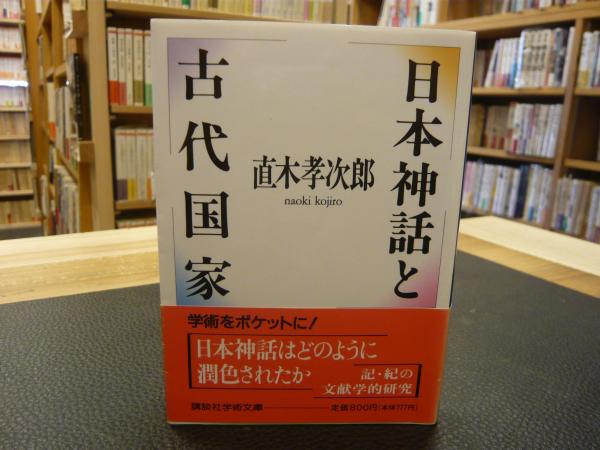 日本神話と
古代国家
直木孝次郎
naoki kojiro
学術をポケットに!
日本神話はどのように
潤色されたか
記・紀の
文献学的研究
講談社学術文庫
定価800円(本体777円)